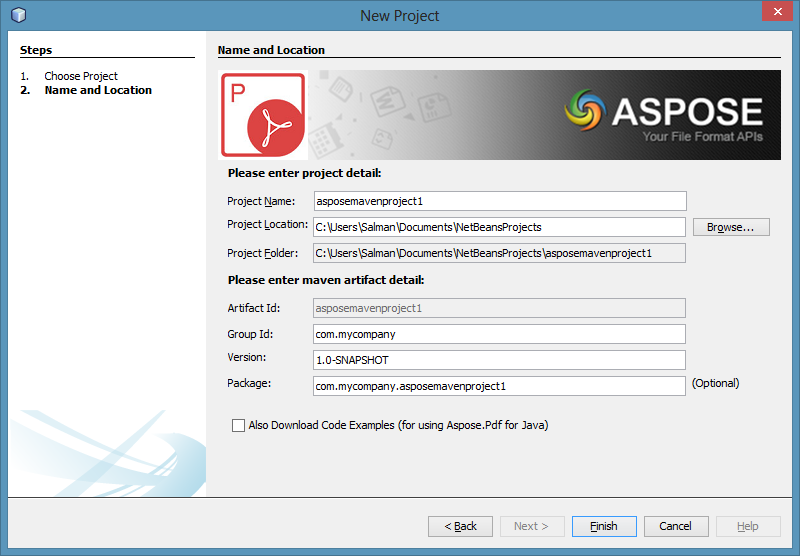 New Project
Steps
1. Choose Project
2. Name and Location
Name and Location
P
W
ASPOSE
Your File Format APIs
Please enter project detail:
Project Name: asposemavenproject1
Project Location: C:\Users\Salman\Documents\NetBeansProjects Browse...
Project Folder: C:\Users\Salman\Documents\NetBeansProjects\asposemavenproject1
Please enter maven artifact detail:
Artifact Id: asposemavenproject1
Group Id: com.mycompany
Version: 1.0-SNAPSHOT
Package: com.mycompany.asposemavenproject1 (Optional)
Also Download Code Examples (for using Aspose.Pdf for Java)
< Back Next > Finish Cancel Help